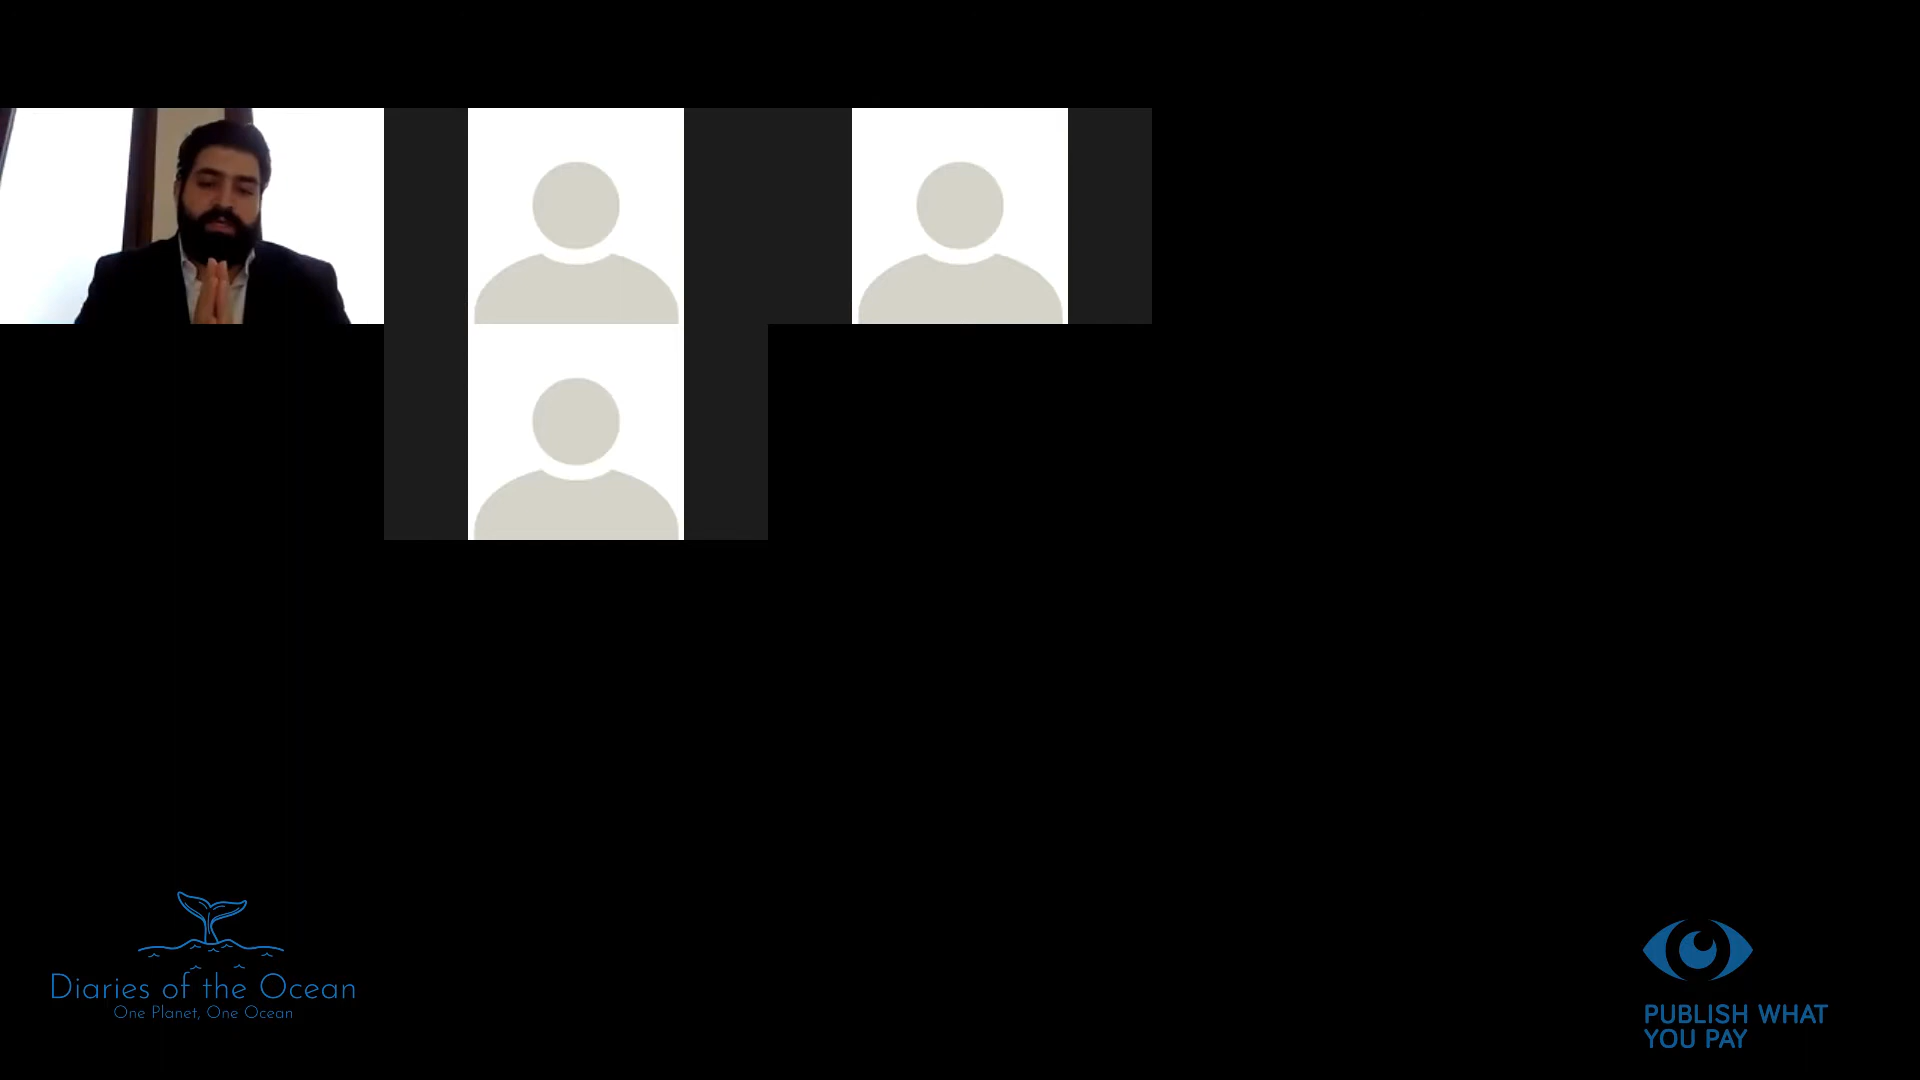 Diaries of the Ocean
One Planet, One Ocean
PUBLISH WHAT
YOU PAY